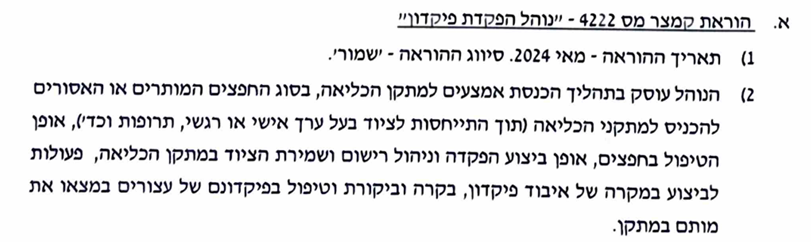 א. הוראת קמצר מס 4222 - "נוהל הפקדת פיקדון"
1) תאריך ההוראה - מאי 2024. סיווג ההוראה - 'שמור'.
2) הנוהל עוסק בתהליך הכנסת אמצעים למתקן הכליאה, בסוג החפצים המותרים או האסורים
להכניס למתקני הכליאה (תוך התייחסות לציוד בעל ערך אישי או רגשי, תרופות וכד'), אופן
הטיפול בחפצים, אופן ביצוע הפקדה וניהול רישום ושמירת הציוד במתקן הכליאה, פעולות
לביצוע במקרה של איבוד פיקדון, בקרה וביקורת וטיפול בפיקדונם של עצורים במצאו את
מותם במתקן.